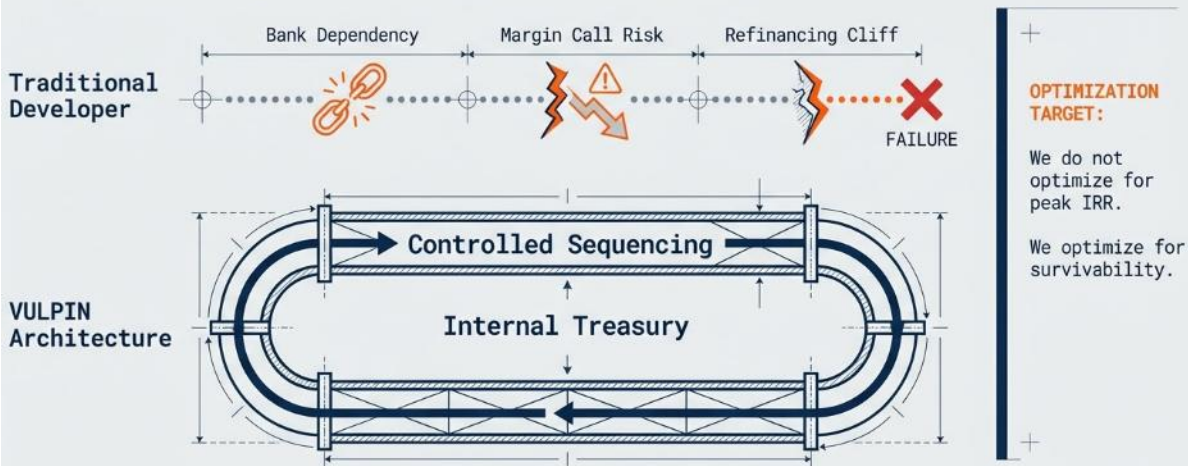 Bank Dependency
Margin Call Risk
Refinancing Cliff
Traditional
Developer
FAILURE
OPTIMIZATION
TARGET:
We do not
optimize for
peak IRR.
We optimize for
survivability.
Controlled Sequencing
VULPIN
Architecture
Internal Treasury